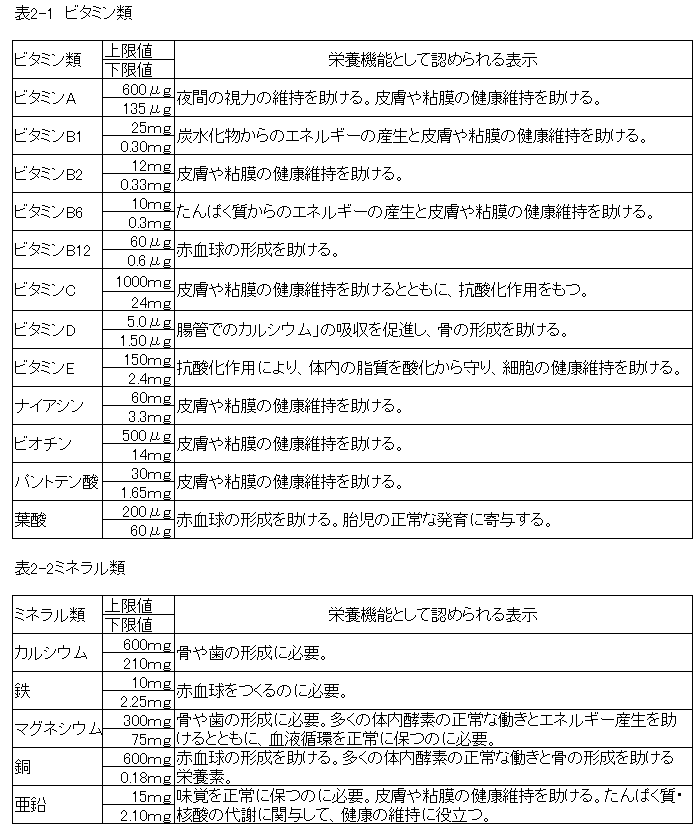 表2-1 ビタミン類
ビタミン類 上限値 栄養機能として認められる表示
下限値
ビタミンA 600μg 夜間の視力の維持を助ける。皮膚や粘膜の健康維持を助ける。
135μg
ビタミンB1 25mg 炭水化物からのエネルギーの産生と皮膚や粘膜の健康維持を助ける。
0.30mg
ビタミンB2 12mg 皮膚や粘膜の健康維持を助ける。
0.33mg
ビタミンB6 10mg たんぱく質からのエネルギーの産生と皮膚や粘膜の健康維持を助ける。
0.3mg
ビタミンB12 60μg 赤血球の形成を助ける。
0.6μg
ビタミンC 1000mg 皮膚や粘膜の健康維持を助けるとともに、抗酸化作用をもつ。
24mg
ビタミンD 5.0μg 腸管でのカルシウム」の吸収を促進し、骨の形成を助ける。
1.50μg
ビタミンE 150mg 抗酸化作用により、体内の脂質を酸化から守り、細胞の健康維持を助ける。
2.4mg
ナイアシン 60mg 皮膚や粘膜の健康維持を助ける。
3.3mg
ビオチン 500μg 皮膚や粘膜の健康維持を助ける。
14mg
パントテン酸 30mg 皮膚や粘膜の健康維持を助ける。
1.65mg
葉酸 200μg 赤血球の形成を助ける。胎児の正常な発育に寄与する。
60μg
表2-2ミネラル類
ミネラル類 上限値 栄養機能として認められる表示
下限値
カルシウム 600mg 骨や歯の形成に必要。
210mg
鉄 10mg 赤血球をつくるのに必要。
2.25mg
マグネシウム 300mg 骨や歯の形成に必要。多くの体内酵素の正常な働きとエネルギー産生を助
75mg けるとともに、血液循環を正常に保つのに必要。
銅 600mg 赤血球の形成を助ける。多くの体内酵素の正常な働きと骨の形成を助ける
0.18mg 栄養素。
亜鉛 15mg 味覚を正常に保つのに必要。皮膚や粘膜の健康維持を助ける。たんぱく質・
2.10mg 核酸の代謝に関与して、健康の維持に役立つ。